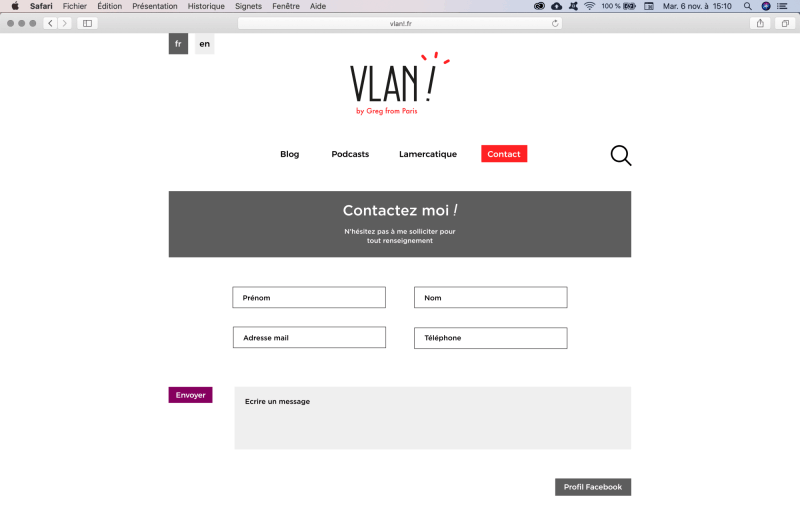 Safari Fichier Édition Présentation Historique Signets Fenêtre Aide 100 % Mar. 6 nov. à 15:10
vlan!.fr
fr en
VLAN!
by Greg from Paris
Blog Podcasts Lamercatique Contact
Contactez moi !
N'hésitez pas à me solliciter pour
tout renseignement
Prénom Nom
Adresse mail Téléphone
Envoyer Ecrire un message
Profil Facebook